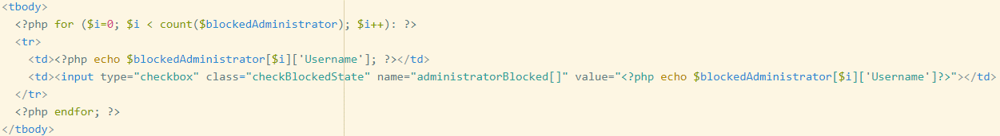 <tbody>
<?php for ($i=0; $i < count($blockedAdministrator); $i++): ?>
<tr>
<td><?php echo $blockedAdministrator[$i]['Username']; ?></td>
<td><input type="checkbox" class="checkBlockedState" name="administratorBlocked[]" value="<?php echo $blockedAdministrator[$i]['Username']?>"></td>
</tr>
<?php endfor; ?>
</tbody>